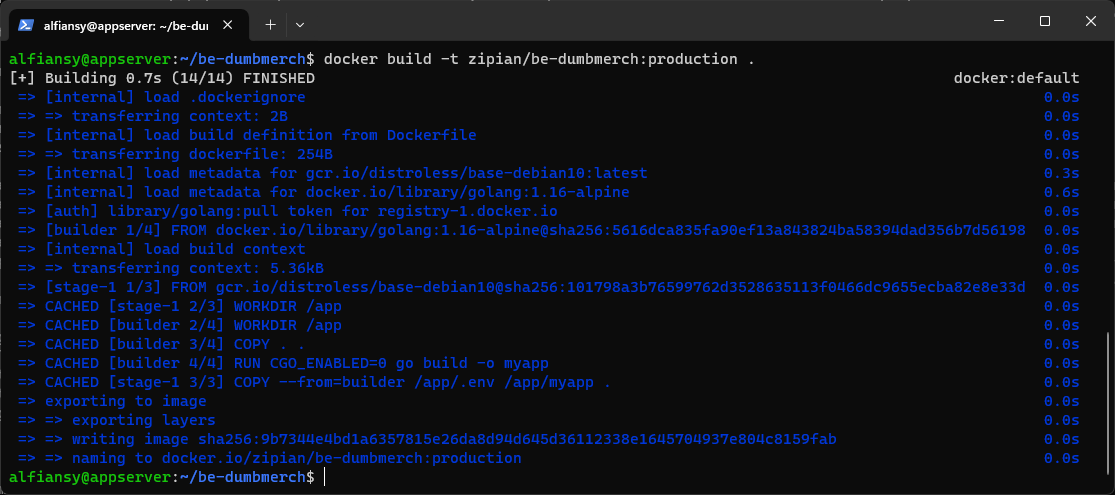 alfiansy@appserver: ~/be-dumb
alfiansy@appserver:~/be-dumbmerch$ docker build -t zipian/be-dumbmerch:production .
[+] Building 0.7s (14/14) FINISHED docker:default
=> [internal] load .dockerignore 0.0s
=> => transferring context: 2B 0.0s
=> [internal] load build definition from Dockerfile 0.0s
=> => transferring dockerfile: 254B 0.0s
=> [internal] load metadata for gcr.io/distroless/base-debian10:latest 0.3s
=> [internal] load metadata for docker.io/library/golang:1.16-alpine 0.6s
=> [auth] library/golang:pull token for registry-1.docker.io 0.0s
=> [builder 1/4] FROM docker.io/library/golang:1.16-alpine@sha256:5616dca835fa90ef13a843824ba58394dad356b7d56198 0.0s
=> [internal] load build context 0.0s
=> => transferring context: 5.36kB 0.0s
=> [stage-1 1/3] FROM gcr.io/distroless/base-debian10@sha256:101798a3b76599762d3528635113f0466dc9655ecba82e8e33d 0.0s
=> CACHED [stage-1 2/3] WORKDIR /app 0.0s
=> CACHED [builder 2/4] WORKDIR /app 0.0s
=> CACHED [builder 3/4] COPY . . 0.0s
=> CACHED [builder 4/4] RUN CGO_ENABLED=0 go build -o myapp 0.0s
=> CACHED [stage-1 3/3] COPY --from=builder /app/.env /app/myapp . 0.0s
=> exporting to image 0.0s
=> => exporting layers 0.0s
=> => writing image sha256:9b7344e4bd1a6357815e26da8d94d645d36112338e1645704937e804c8159fab 0.0s
=> => naming to docker.io/zipian/be-dumbmerch:production 0.0s
alfiansy@appserver:~/be-dumbmerch$